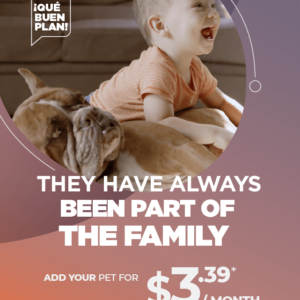 ¡QUÉ
BUEN
PLAN!
THEY HAVE ALWAYS
BEEN PART OF
THE FAMILY
ADD YOUR PET FOR
$3.39*
/ MONTH